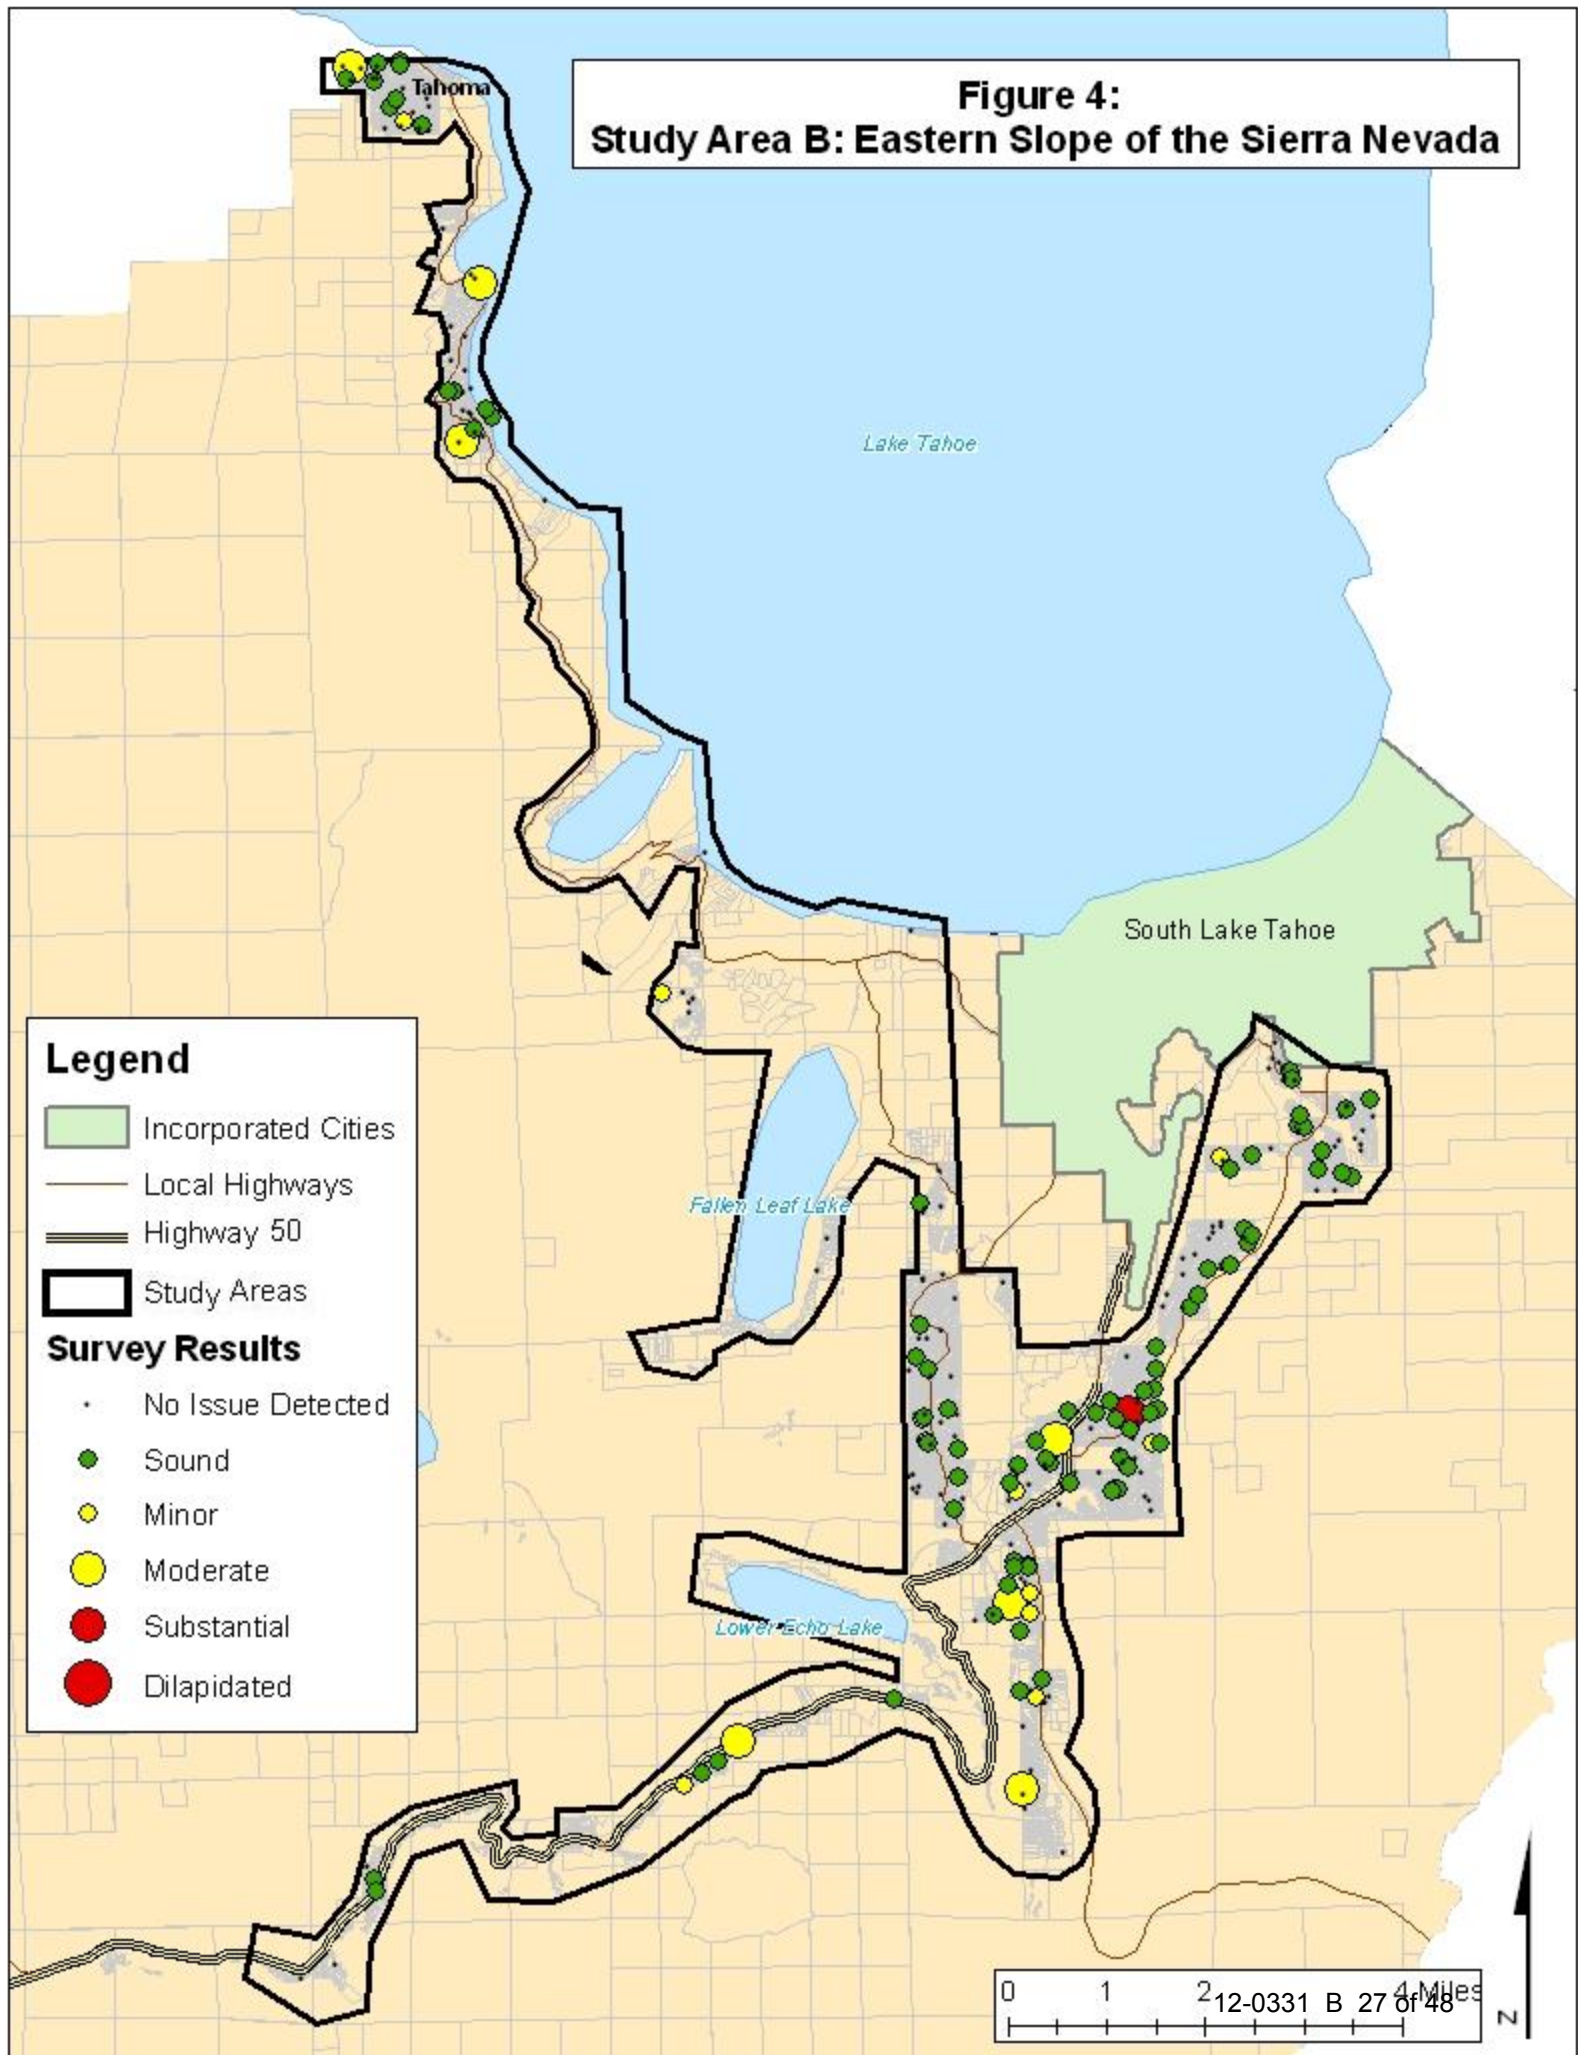 Figure 4:
Study Area B: Eastern Slope of the Sierra Nevada
Tahoma
Lake Tahoe
South Lake Tahoe
Fallen Leaf Lake
Lower Echo Lake
Legend
Incorporated Cities
Local Highways
Highway 50
Study Areas
Survey Results
No Issue Detected
Sound
Minor
Moderate
Substantial
Dilapidated
0 1 2 4 Miles
12-0331 B 27 of 48
N